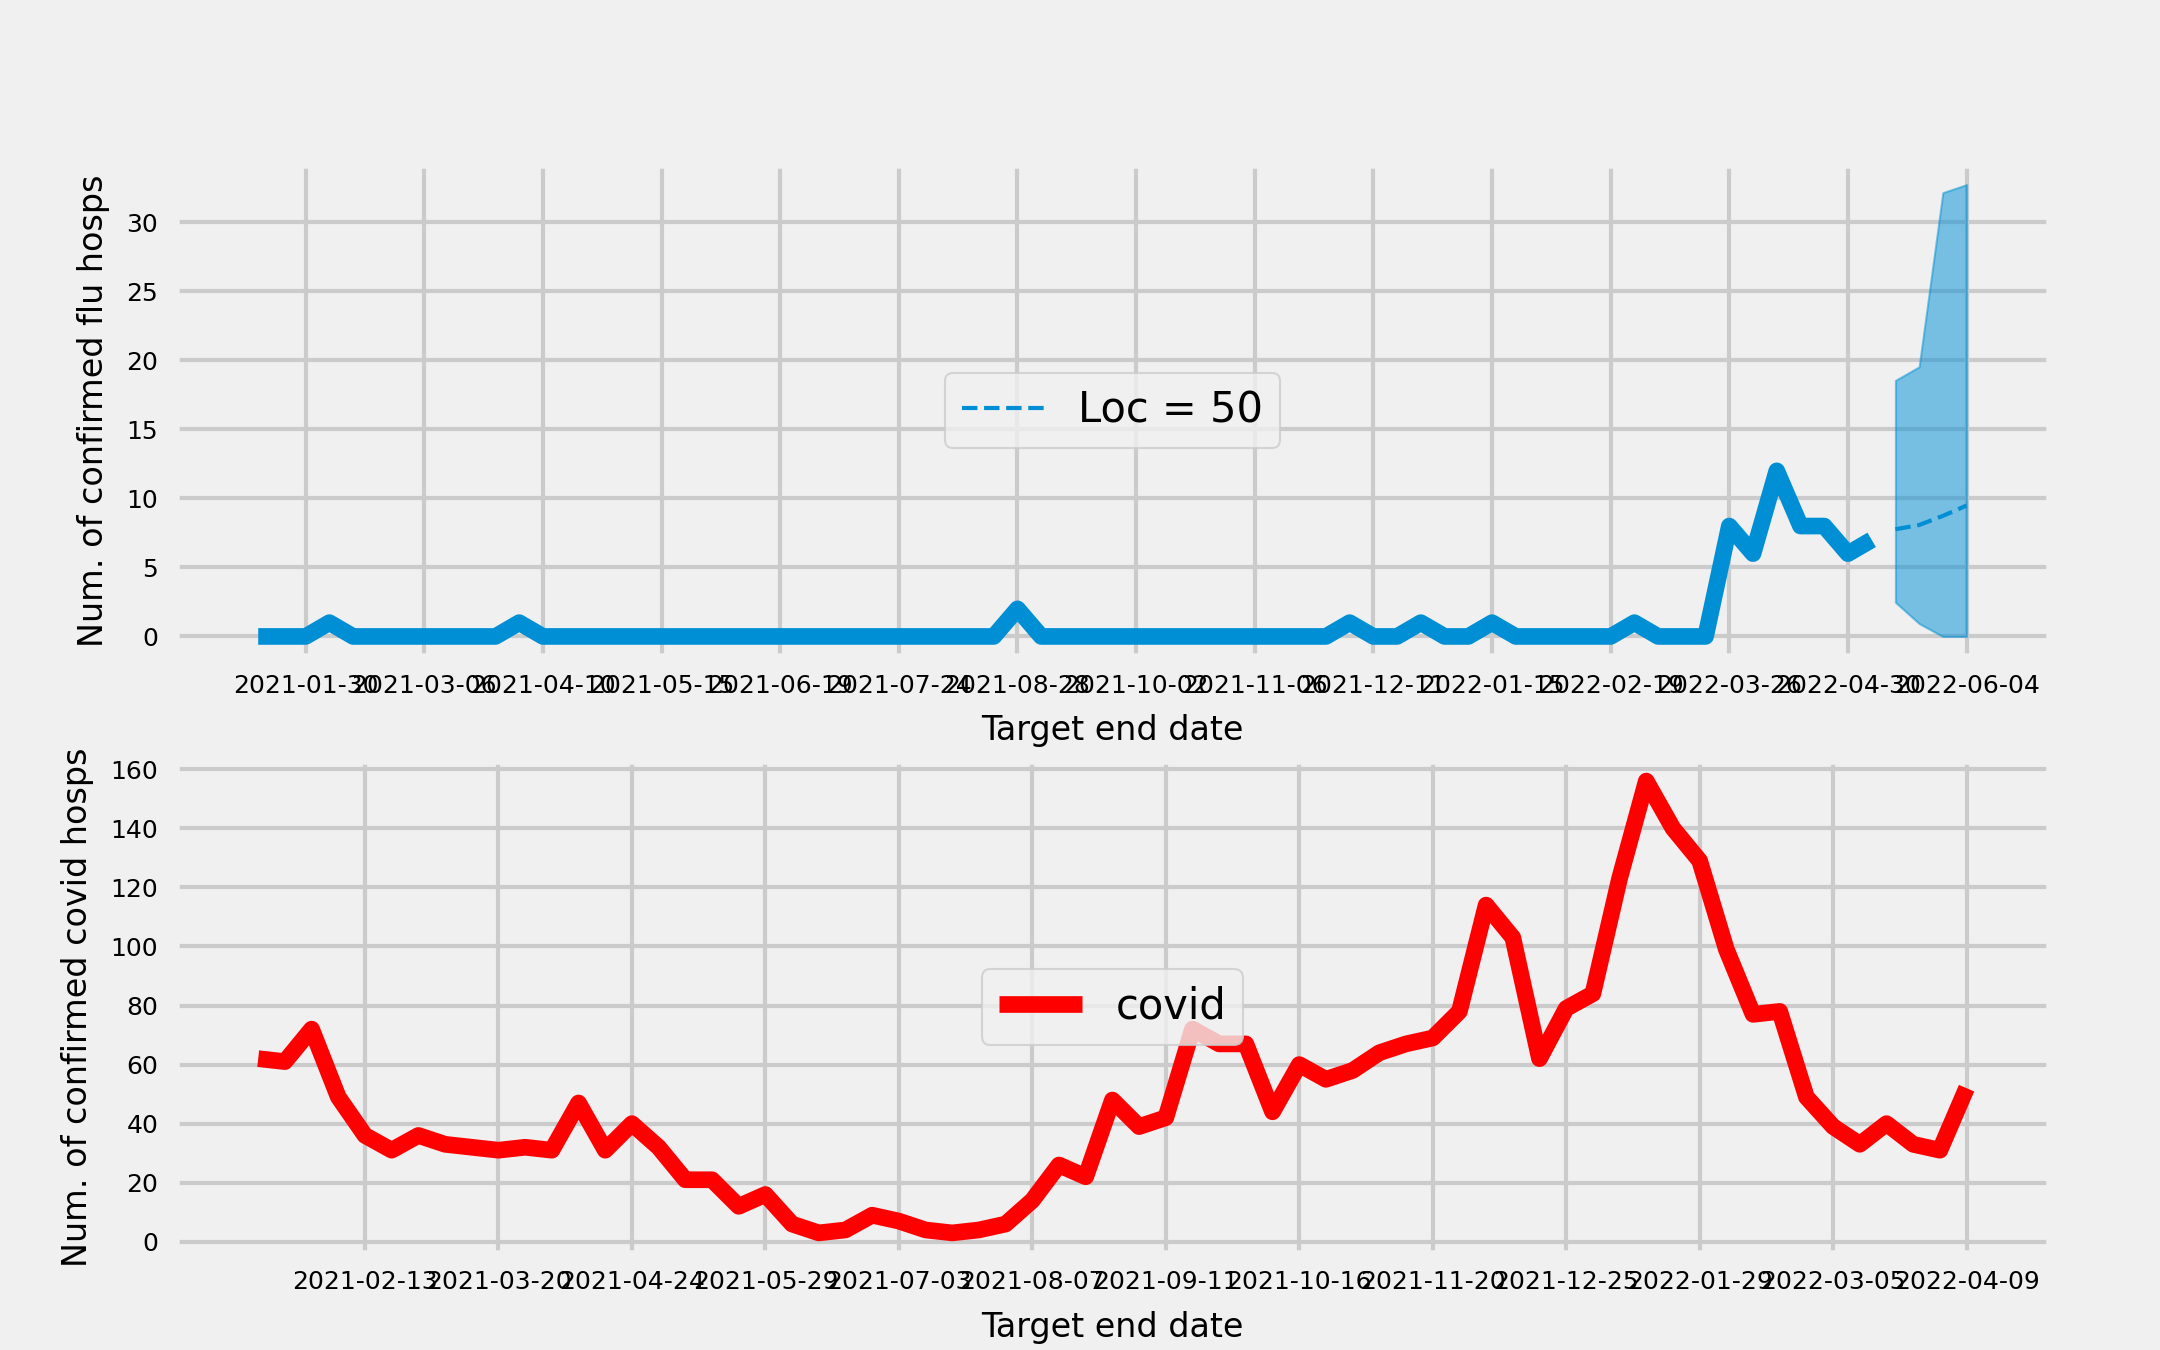 Num. of confirmed flu hosps
30
25
20
15
10
5
0
Loc = 50
2021-01-30 2021-03-06 2021-04-10 2021-05-15 2021-06-19 2021-07-24 2021-08-28 2021-10-02 2021-11-06 2021-12-11 2022-01-15 2022-02-19 2022-03-26 2022-04-30 2022-06-04
Target end date
Num. of confirmed covid hosps
160
140
120
100
80
60
40
20
0
covid
2021-02-13 2021-03-20 2021-04-24 2021-05-29 2021-07-03 2021-08-07 2021-09-11 2021-10-16 2021-11-20 2021-12-25 2022-01-29 2022-03-05 2022-04-09
Target end date